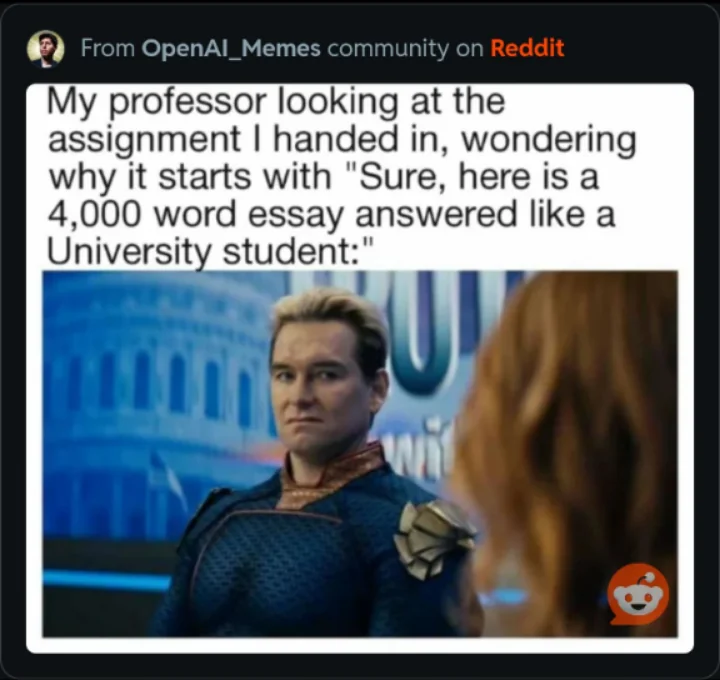 From OpenAI_Memes community on Reddit
My professor looking at the
assignment I handed in, wondering
why it starts with "Sure, here is a
4,000 word essay answered like a
University student:"
wit